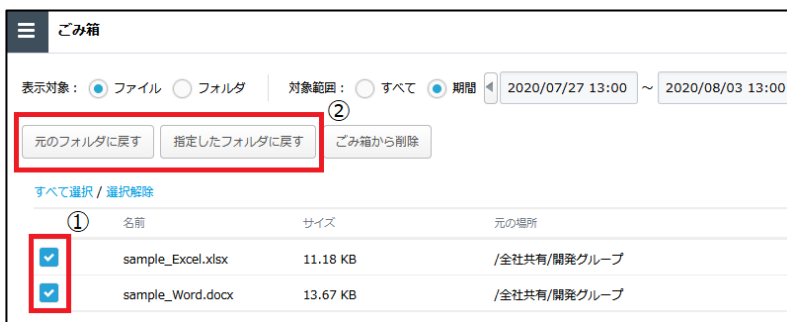 ごみ箱
表示対象： ファイル フォルダ 対象範囲： すべて 期間 2020/07/27 13:00 ～ 2020/08/03 13:00
②
元のフォルダに戻す 指定したフォルダに戻す ごみ箱から削除
すべて選択 / 選択解除
① 名前 サイズ 元の場所
sample_Excel.xlsx 11.18 KB /全社共有/開発グループ
sample_Word.docx 13.67 KB /全社共有/開発グループ